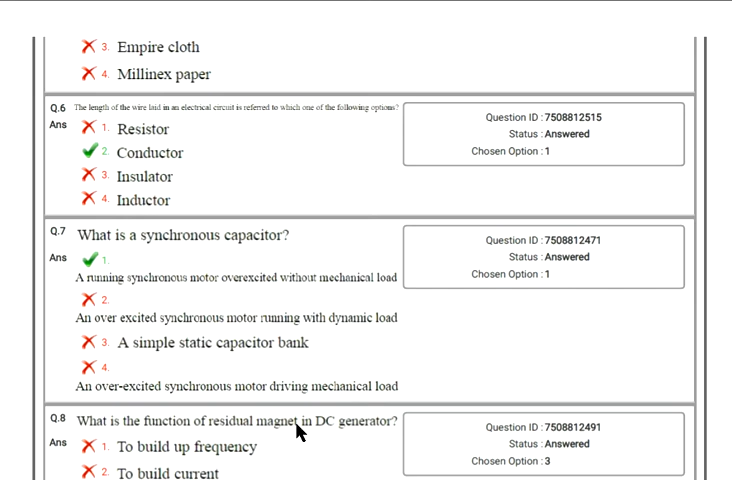 3. Empire cloth
4. Millinex paper
Q.6 The length of the wire laid in an electrical circuit is referred to which one of the following options?
Ans 1. Resistor
2. Conductor
3. Insulator
4. Inductor
Question ID : 7508812515
Status : Answered
Chosen Option : 1
Q.7 What is a synchronous capacitor?
Ans 1.
A running synchronous motor overexcited without mechanical load
2.
An over excited synchronous motor running with dynamic load
3. A simple static capacitor bank
4.
An over-excited synchronous motor driving mechanical load
Question ID : 7508812471
Status : Answered
Chosen Option : 1
Q.8 What is the function of residual magnet in DC generator?
Ans 1. To build up frequency
2. To build current
Question ID : 7508812491
Status : Answered
Chosen Option : 3